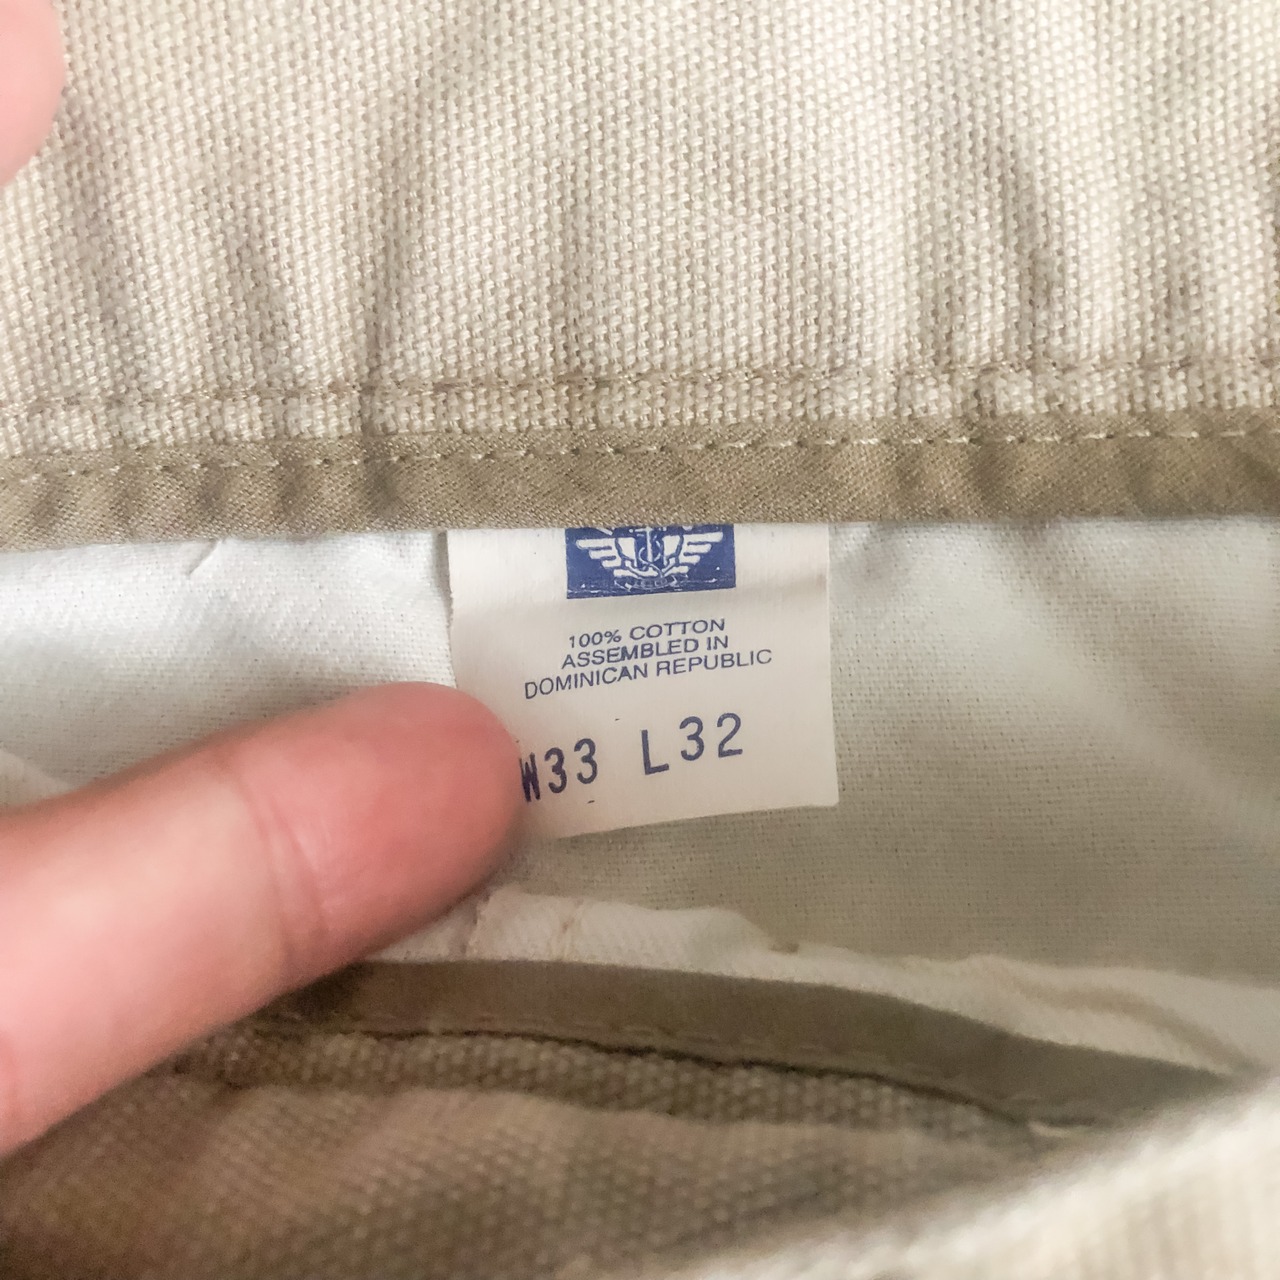 100% COTTON
ASSEMBLED IN
DOMINICAN REPUBLIC
W33 L32